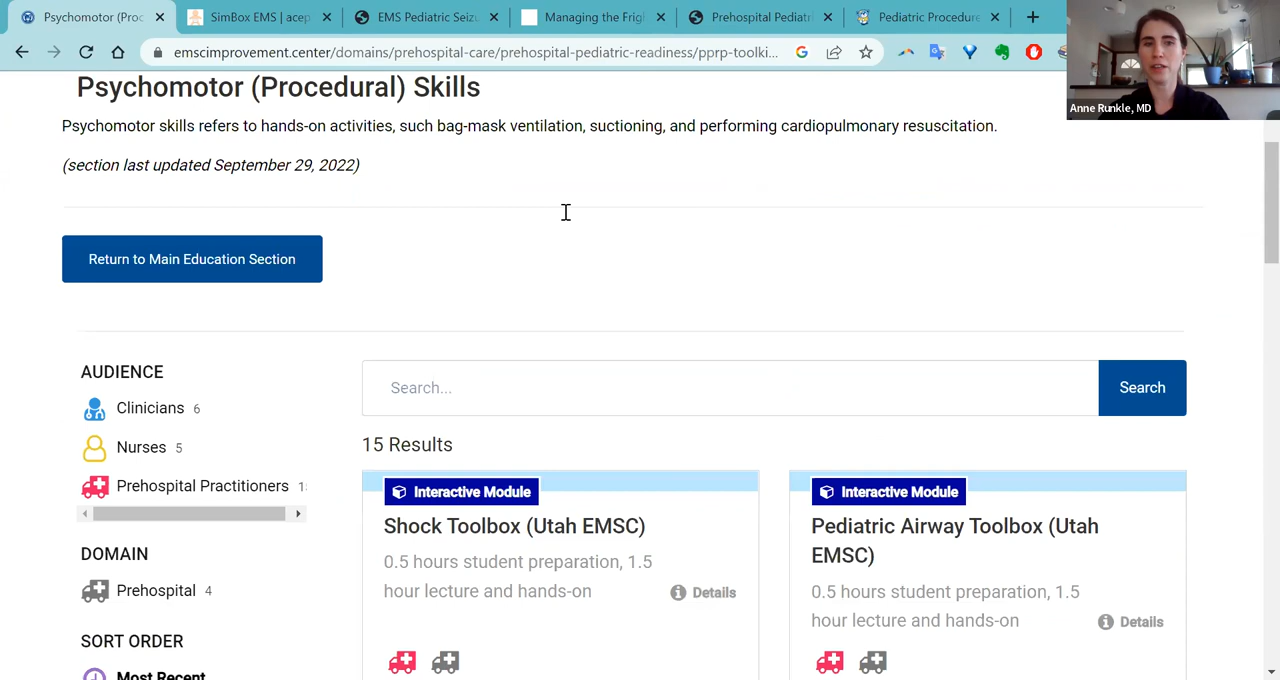 Psychomotor (Proc
SimBox EMS | acep
EMS Pediatric Seizu
Managing the Frig
Prehospital Pediatri
Pediatric Procedure
emscimprovement.center/domains/prehospital-care/prehospital-pediatric-readiness/pprp-toolki...
Anne Runkle, MD
Psychomotor (Procedural) Skills
Psychomotor skills refers to hands-on activities, such bag-mask ventilation, suctioning, and performing cardiopulmonary resuscitation.
(section last updated September 29, 2022)
Return to Main Education Section
AUDIENCE
Clinicians 6
Nurses 5
Prehospital Practitioners 1
DOMAIN
Prehospital 4
SORT ORDER
Most Recent
Search...
Search
15 Results
Interactive Module
Shock Toolbox (Utah EMSC)
0.5 hours student preparation, 1.5
hour lecture and hands-on
Details
Interactive Module
Pediatric Airway Toolbox (Utah
EMSC)
0.5 hours student preparation, 1.5
hour lecture and hands-on
Details